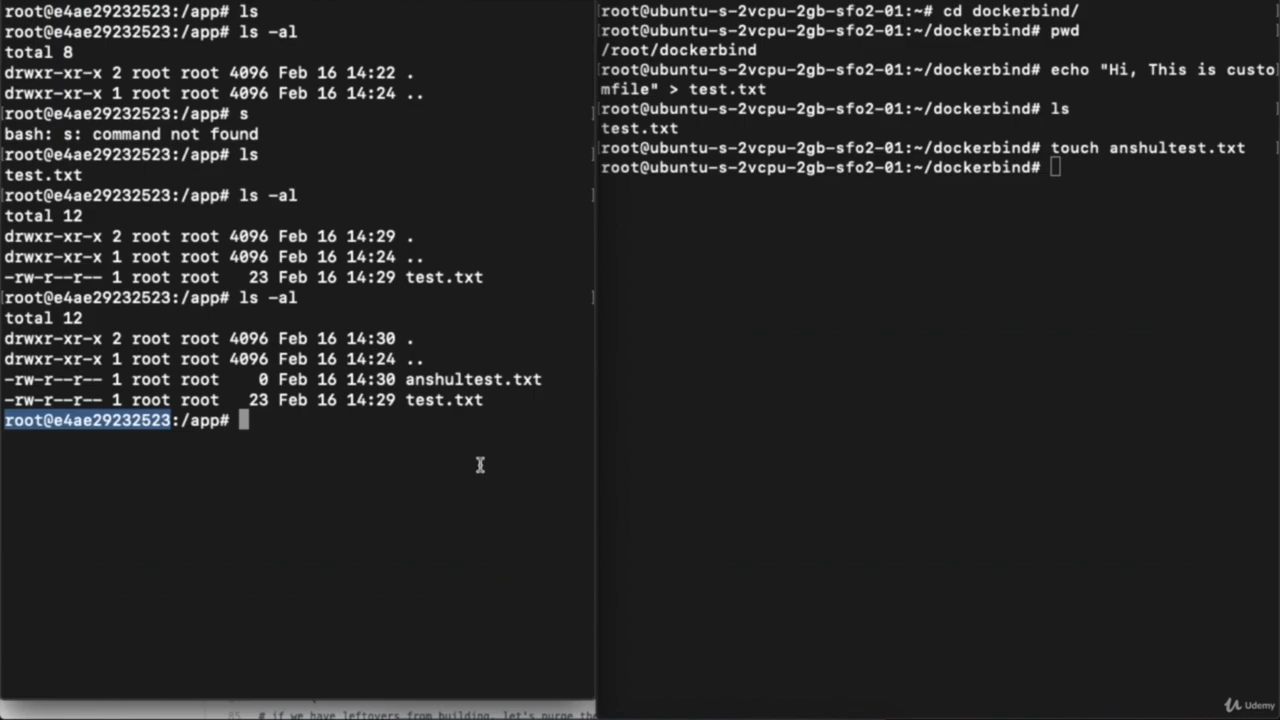 root@e4ae29232523:/app# ls
root@e4ae29232523:/app# ls -al
total 8
drwxr-xr-x 2 root root 4096 Feb 16 14:22 .
drwxr-xr-x 1 root root 4096 Feb 16 14:24 ..
root@e4ae29232523:/app# s
bash: s: command not found
root@e4ae29232523:/app# ls
test.txt
root@e4ae29232523:/app# ls -al
total 12
drwxr-xr-x 2 root root 4096 Feb 16 14:29 .
drwxr-xr-x 1 root root 4096 Feb 16 14:24 ..
-rw-r--r-- 1 root root   23 Feb 16 14:29 test.txt
root@e4ae29232523:/app# ls -al
total 12
drwxr-xr-x 2 root root 4096 Feb 16 14:30 .
drwxr-xr-x 1 root root 4096 Feb 16 14:24 ..
-rw-r--r-- 1 root root    0 Feb 16 14:30 anshultest.txt
-rw-r--r-- 1 root root   23 Feb 16 14:29 test.txt
root@e4ae29232523:/app#
root@ubuntu-s-2vcpu-2gb-sfo2-01:~# cd dockerbind/
root@ubuntu-s-2vcpu-2gb-sfo2-01:~/dockerbind# pwd
/root/dockerbind
root@ubuntu-s-2vcpu-2gb-sfo2-01:~/dockerbind# echo "Hi, This is custo
mfile" > test.txt
root@ubuntu-s-2vcpu-2gb-sfo2-01:~/dockerbind# ls
test.txt
root@ubuntu-s-2vcpu-2gb-sfo2-01:~/dockerbind# touch anshultest.txt
root@ubuntu-s-2vcpu-2gb-sfo2-01:~/dockerbind#
# if we have leftovers from building, let's purge
Udemy